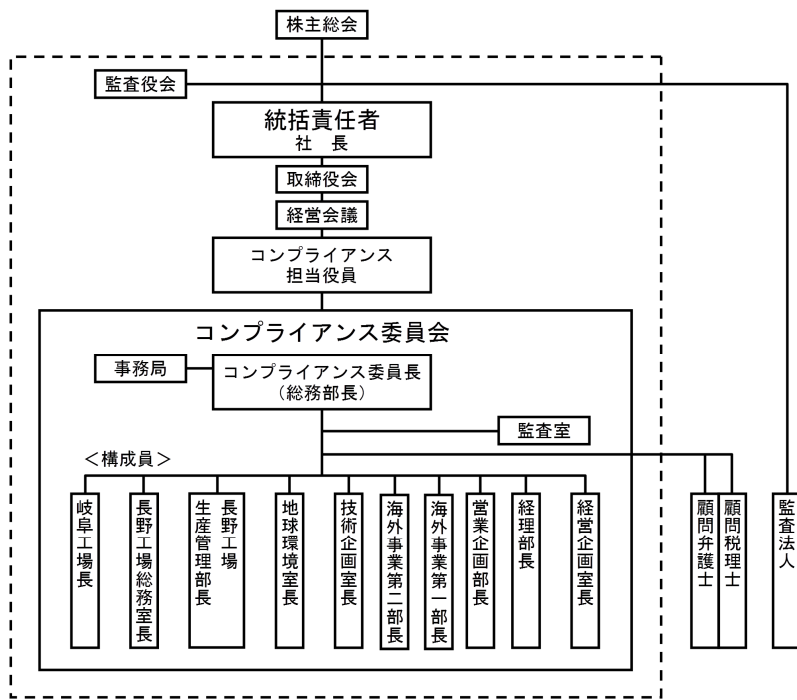 株主総会
監査役会
統括責任者
社　長
取締役会
経営会議
コンプライアンス
担当役員
コンプライアンス委員会
事務局
コンプライアンス委員長
（総務部長）
監査室
＜構成員＞
岐阜工場長
長野工場総務室長
長野工場
生産管理部長
地球環境室長
技術企画室長
海外事業第二部長
海外事業第一部長
営業企画部長
経理部長
経営企画室長
顧問弁護士
顧問税理士
監査法人